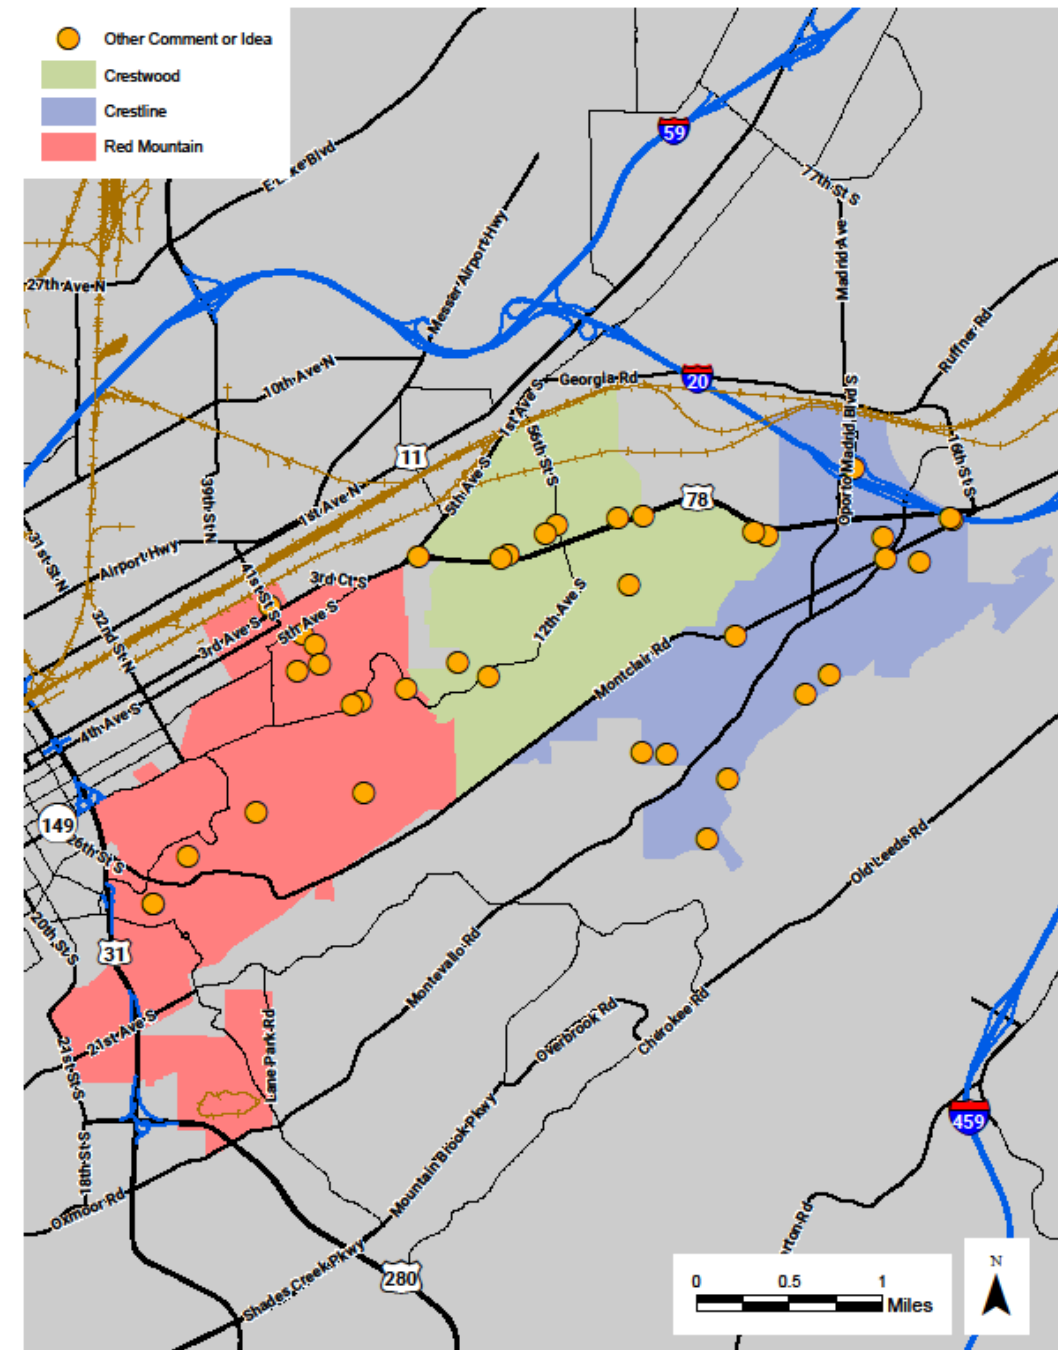 Other Comment or Idea
Crestwood
Crestline
Red Mountain
59
E Lake Blvd
77th St S
Messer Airport Hwy
Madrid Ave
27th Ave N
Ruffner Rd
10th Ave N
Georgia Rd
20
1st Ave S
56th St S
11
5th Ave S
Oporto Madrid Blvd S
16th St S
39th St N
1st Ave N
78
31st St N
Airport Hwy
41st St S
3rd Ct S
32nd St N
3rd Ave S
5th Ave S
12th Ave S
Montclair Rd
4th Ave S
149
26th St S
Old Leeds Rd
20th St S
31
Montevallo Rd
21st Ave S
21st St S
Lane Park Rd
Overbrook Rd
Cherokee Rd
459
18th St S
Mountain Brook Pkwy
Oxmoor Rd
erton Rd
280
Shades Creek Pkwy
0 0.5 1
Miles
N